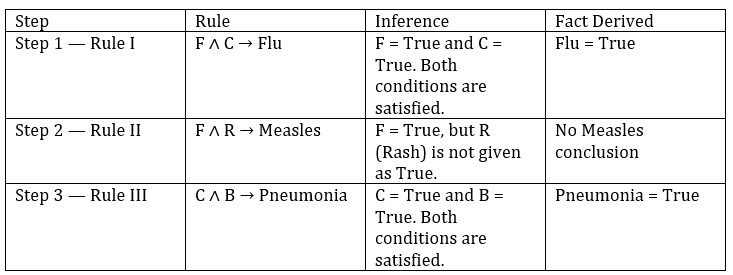 Step Rule Inference Fact Derived
Step 1 — Rule I F ∧ C → Flu F = True and C = Flu = True
True. Both
conditions are
satisfied.
Step 2 — Rule II F ∧ R → Measles F = True, but R No Measles
(Rash) is not given conclusion
as True.
Step 3 — Rule III C ∧ B → Pneumonia C = True and B = Pneumonia = True
True. Both
conditions are
satisfied.